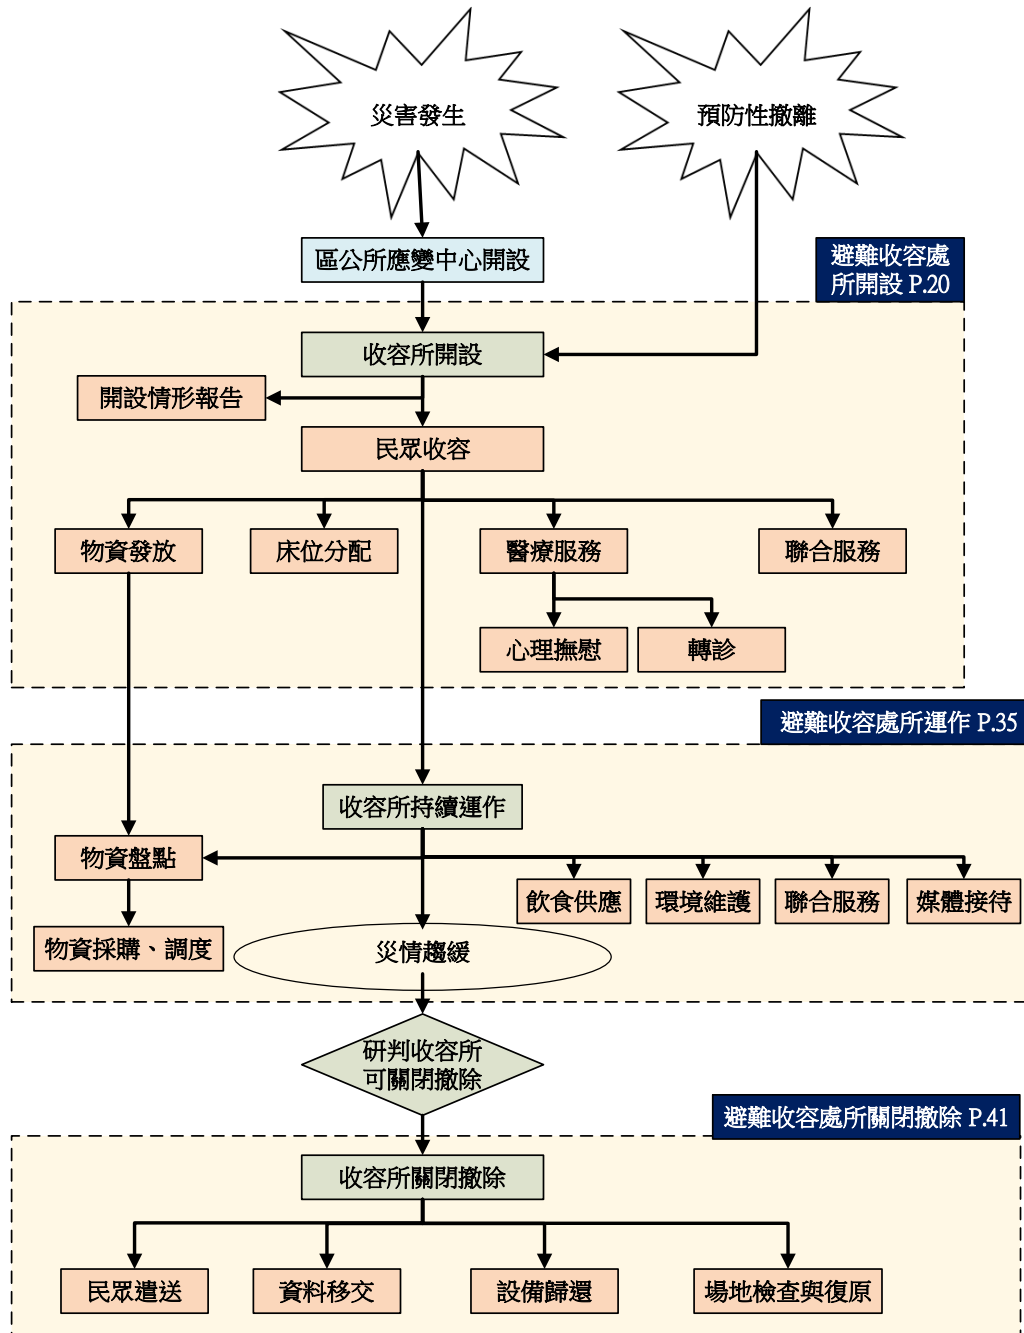 災害發生
預防性撤離
區公所應變中心開設
避難收容處
所開設 P.20
收容所開設
開設情形報告
民眾收容
物資發放
床位分配
醫療服務
聯合服務
心理撫慰
轉診
避難收容處所運作 P.35
收容所持續運作
物資盤點
飲食供應
環境維護
聯合服務
媒體接待
物資採購、調度
災情趨緩
研判收容所
可關閉撤除
避難收容處所關閉撤除 P.41
收容所關閉撤除
民眾遣送
資料移交
設備歸還
場地檢查與復原